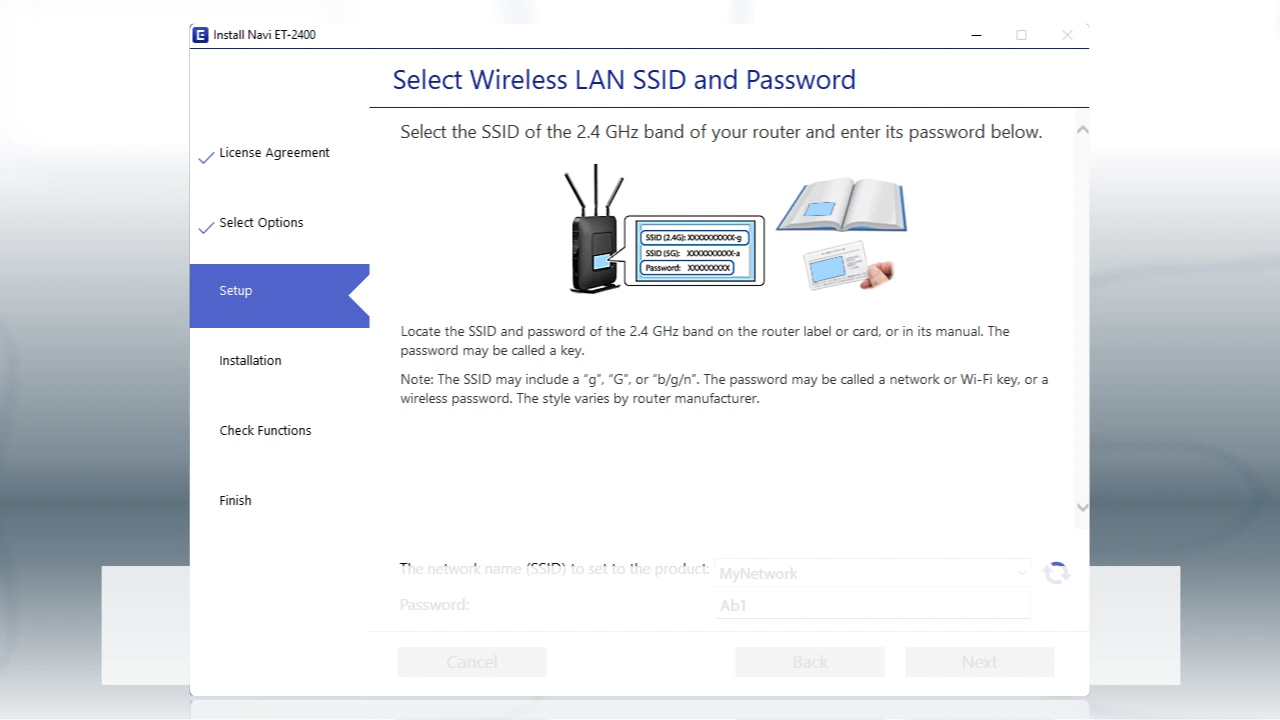 Install Navi ET-2400
Select Wireless LAN SSID and Password
License Agreement
Select Options
Setup
Installation
Check Functions
Finish
Select the SSID of the 2.4 GHz band of your router and enter its password below.
SSID (2.4G): XXXXXXXXXX-g
SSID (5G): XXXXXXXXXX-a
Password: XXXXXXXXX
Locate the SSID and password of the 2.4 GHz band on the router label or card, or in its manual. The
password may be called a key.
Note: The SSID may include a “g”, “G”, or “b/g/n”. The password may be called a network or Wi-Fi key, or a
wireless password. The style varies by router manufacturer.
The network name (SSID) to set to the product: MyNetwork
Password: Ab1
Cancel Back Next